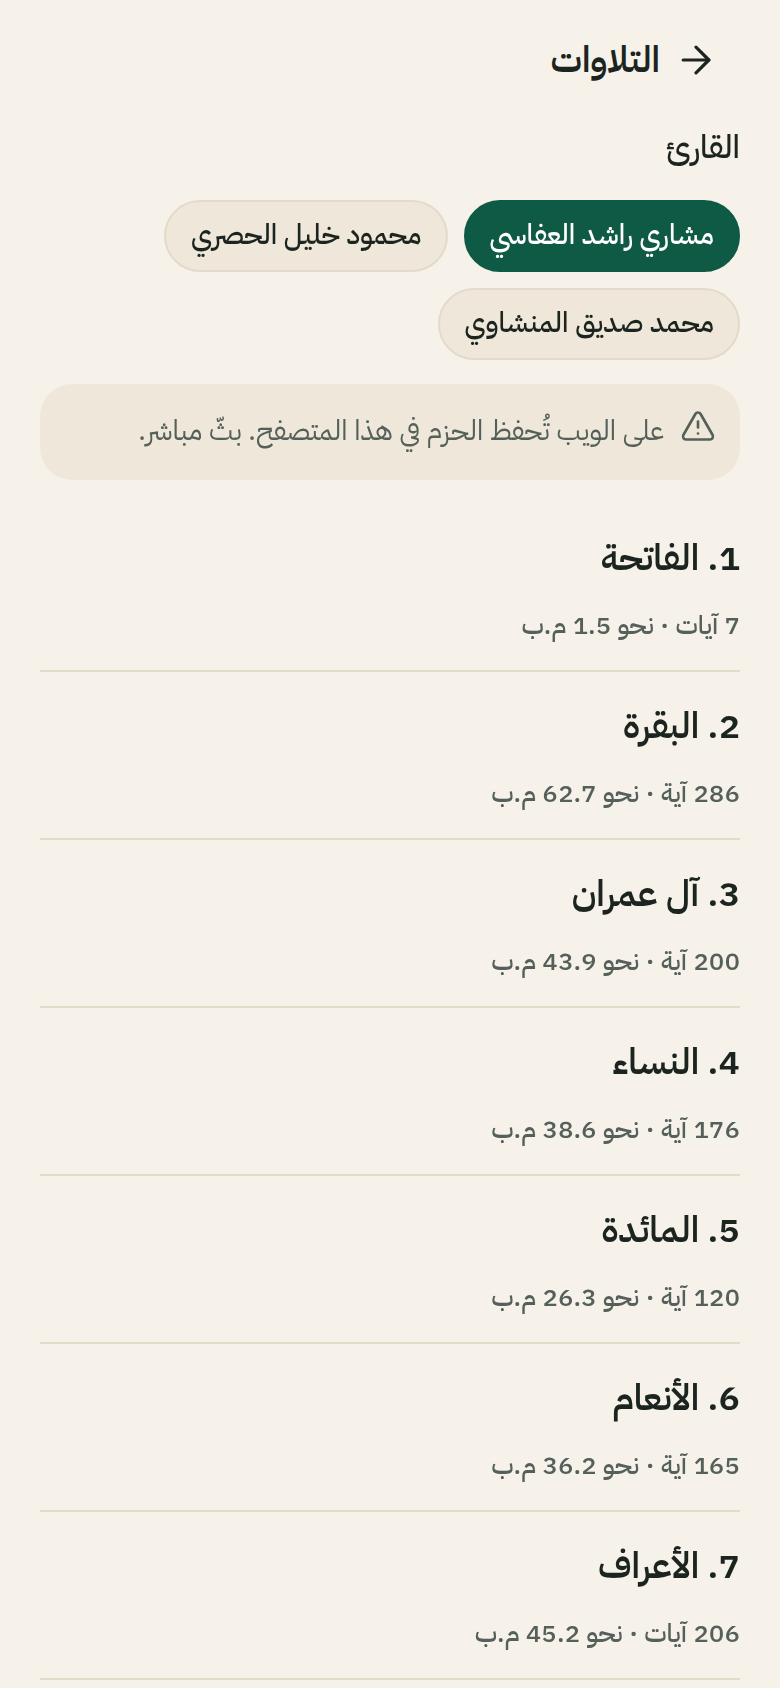 التلاوات
القارئ
مشاري راشد العفاسي
محمود خليل الحصري
محمد صديق المنشاوي
على الويب تُحفظ الحزم في هذا المتصفح. بثّ مباشر.
1. الفاتحة
7 آيات · نحو 1.5 م.ب
2. البقرة
286 آية · نحو 62.7 م.ب
3. آل عمران
200 آية · نحو 43.9 م.ب
4. النساء
176 آية · نحو 38.6 م.ب
5. المائدة
120 آية · نحو 26.3 م.ب
6. الأنعام
165 آية · نحو 36.2 م.ب
7. الأعراف
206 آيات · نحو 45.2 م.ب